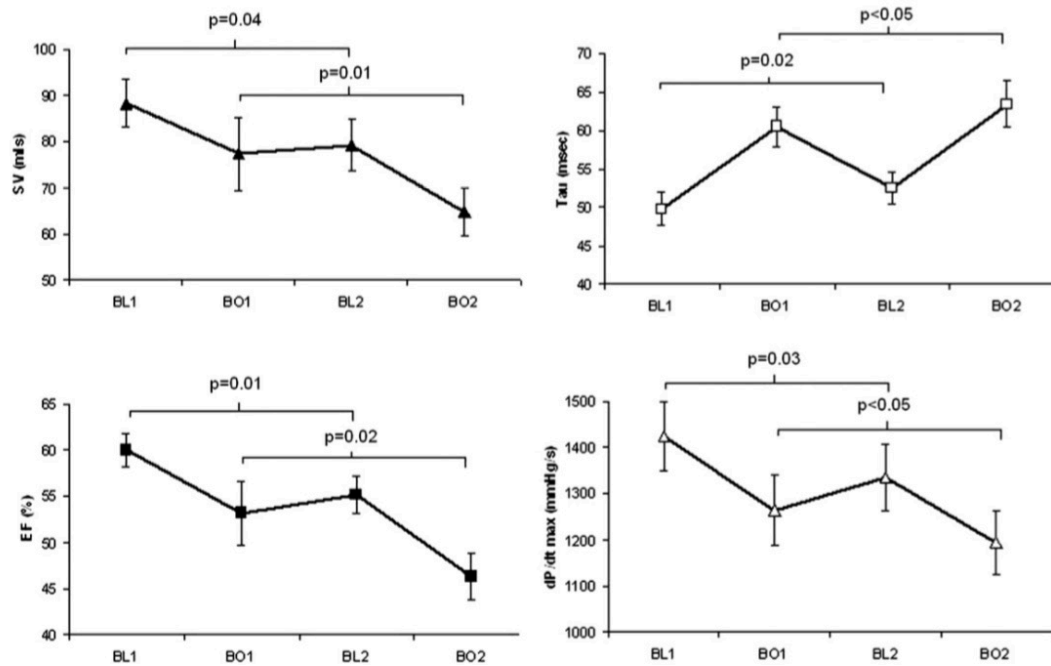 p=0.04
p=0.01
100
90
80
70
60
50
SV (mls)
BL1 BO1 BL2 BO2
p<0.05
p=0.02
70
65
60
55
50
45
40
Tau (msec)
BL1 BO1 BL2 BO2
p=0.01
p=0.02
65
60
55
50
45
40
EF (%)
BL1 BO1 BL2 BO2
p=0.03
p<0.05
1500
1400
1300
1200
1100
1000
dP/dt max (mmHg/s)
BL1 BO1 BL2 BO2